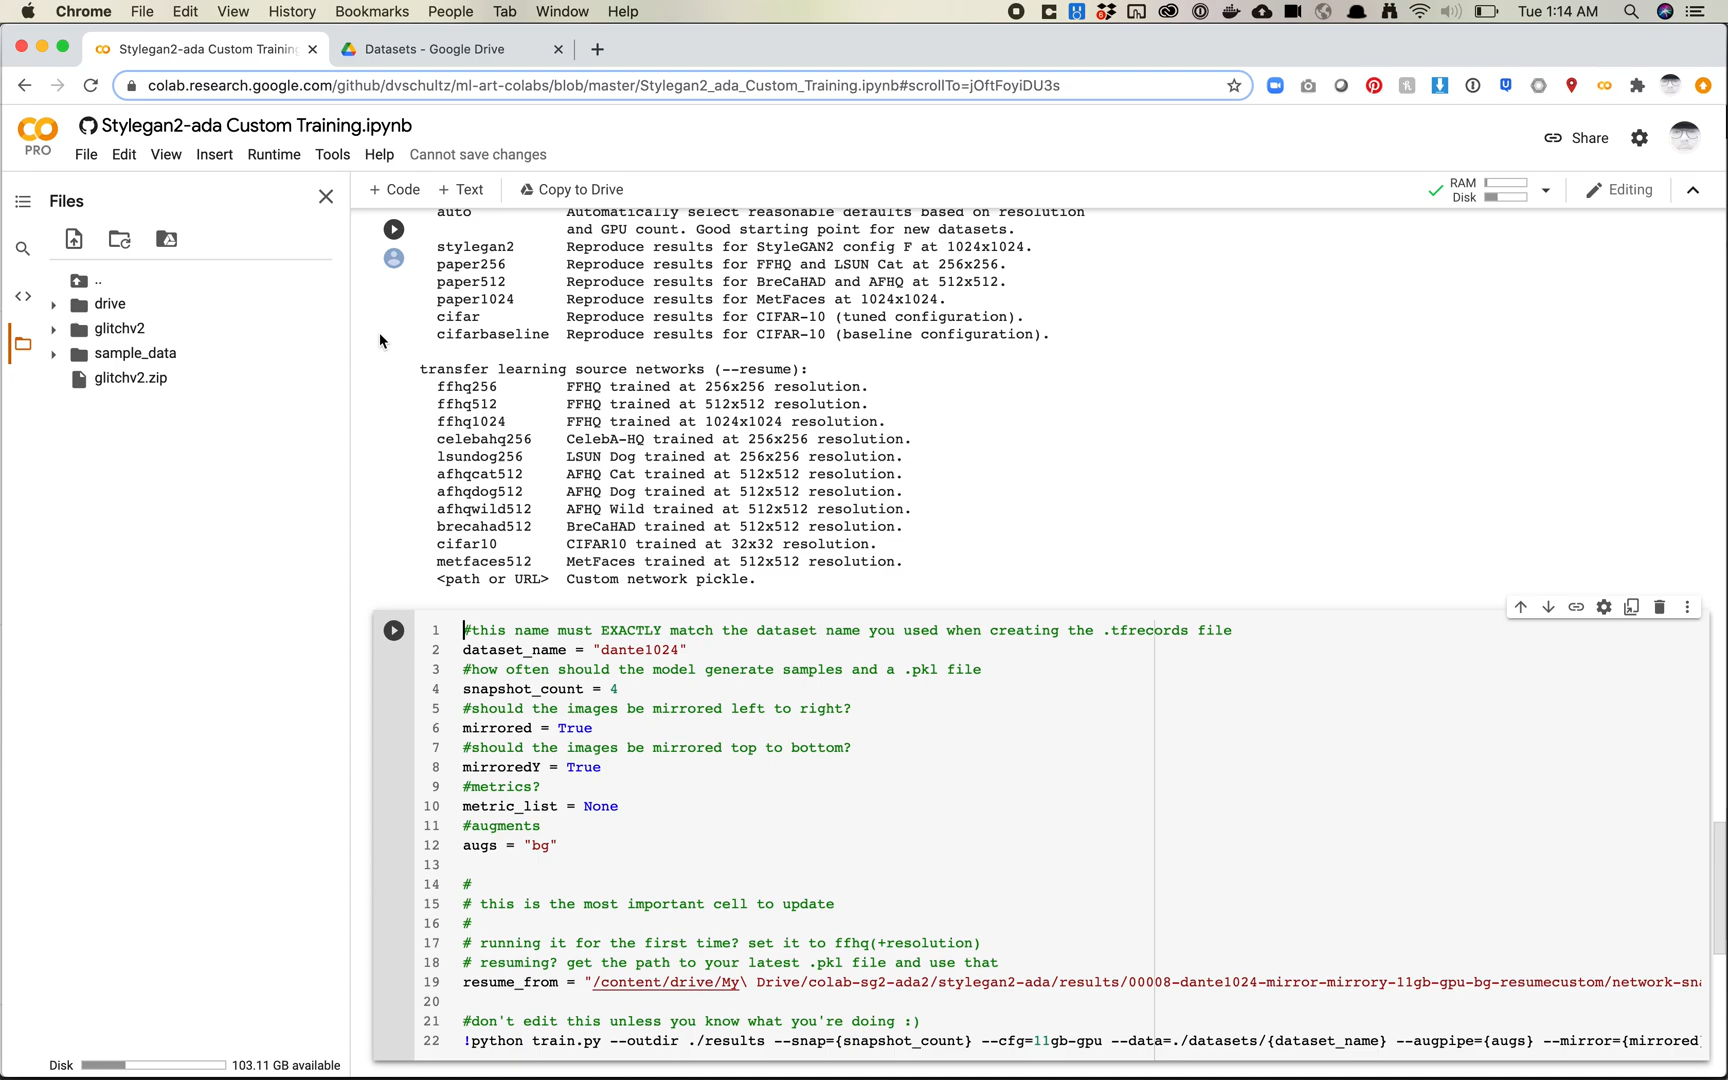 Chrome File Edit View History Bookmarks People Tab Window Help Tue 1:14 AM
Stylegan2-ada Custom Training
Datasets - Google Drive
colab.research.google.com/github/dvschultz/ml-art-colabs/blob/master/Stylegan2_ada_Custom_Training.ipynb#scrollTo=jOftFoyiDU3s
CO PRO
Stylegan2-ada Custom Training.ipynb
Share
File Edit View Insert Runtime Tools Help Cannot save changes
Files
+ Code + Text Copy to Drive
RAM
Disk
Editing
..
drive
glitchv2
sample_data
glitchv2.zip
Disk 103.11 GB available
auto Automatically select reasonable defaults based on resolution
and GPU count. Good starting point for new datasets.
stylegan2 Reproduce results for StyleGAN2 config F at 1024x1024.
paper256 Reproduce results for FFHQ and LSUN Cat at 256x256.
paper512 Reproduce results for BreCaHAD and AFHQ at 512x512.
paper1024 Reproduce results for MetFaces at 1024x1024.
cifar Reproduce results for CIFAR-10 (tuned configuration).
cifarbaseline Reproduce results for CIFAR-10 (baseline configuration).
transfer learning source networks (--resume):
ffhq256 FFHQ trained at 256x256 resolution.
ffhq512 FFHQ trained at 512x512 resolution.
ffhq1024 FFHQ trained at 1024x1024 resolution.
celebahq256 CelebA-HQ trained at 256x256 resolution.
lsundog256 LSUN Dog trained at 256x256 resolution.
afhqcat512 AFHQ Cat trained at 512x512 resolution.
afhqdog512 AFHQ Dog trained at 512x512 resolution.
afhqwild512 AFHQ Wild trained at 512x512 resolution.
brecahad512 BreCaHAD trained at 512x512 resolution.
cifar10 CIFAR10 trained at 32x32 resolution.
metfaces512 MetFaces trained at 512x512 resolution.
<path or URL> Custom network pickle.
1 #this name must EXACTLY match the dataset name you used when creating the .tfrecords file
2 dataset_name = "dante1024"
3 #how often should the model generate samples and a .pkl file
4 snapshot_count = 4
5 #should the images be mirrored left to right?
6 mirrored = True
7 #should the images be mirrored top to bottom?
8 mirroredY = True
9 #metrics?
10 metric_list = None
11 #augments
12 augs = "bg"
13
14 #
15 # this is the most important cell to update
16 #
17 # running it for the first time? set it to ffhq(+resolution)
18 # resuming? get the path to your latest .pkl file and use that
19 resume_from = "/content/drive/My\ Drive/colab-sg2-ada2/stylegan2-ada/results/00008-dante1024-mirror-mirrory-11gb-gpu-bg-resumecustom/network-sna
20
21 #don't edit this unless you know what you're doing :)
22 !python train.py --outdir ./results --snap={snapshot_count} --cfg=11gb-gpu --data=./datasets/{dataset_name} --augpipe={augs} --mirror={mirrored}